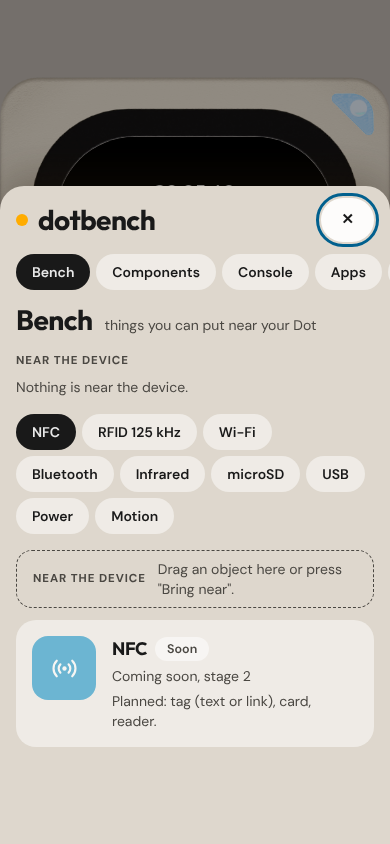 dotbench
×
Bench Components Console Apps
Bench things you can put near your Dot
NEAR THE DEVICE
Nothing is near the device.
NFC RFID 125 kHz Wi-Fi
Bluetooth Infrared microSD USB
Power Motion
NEAR THE DEVICE
Drag an object here or press
"Bring near".
NFC Soon
Coming soon, stage 2
Planned: tag (text or link), card,
reader.